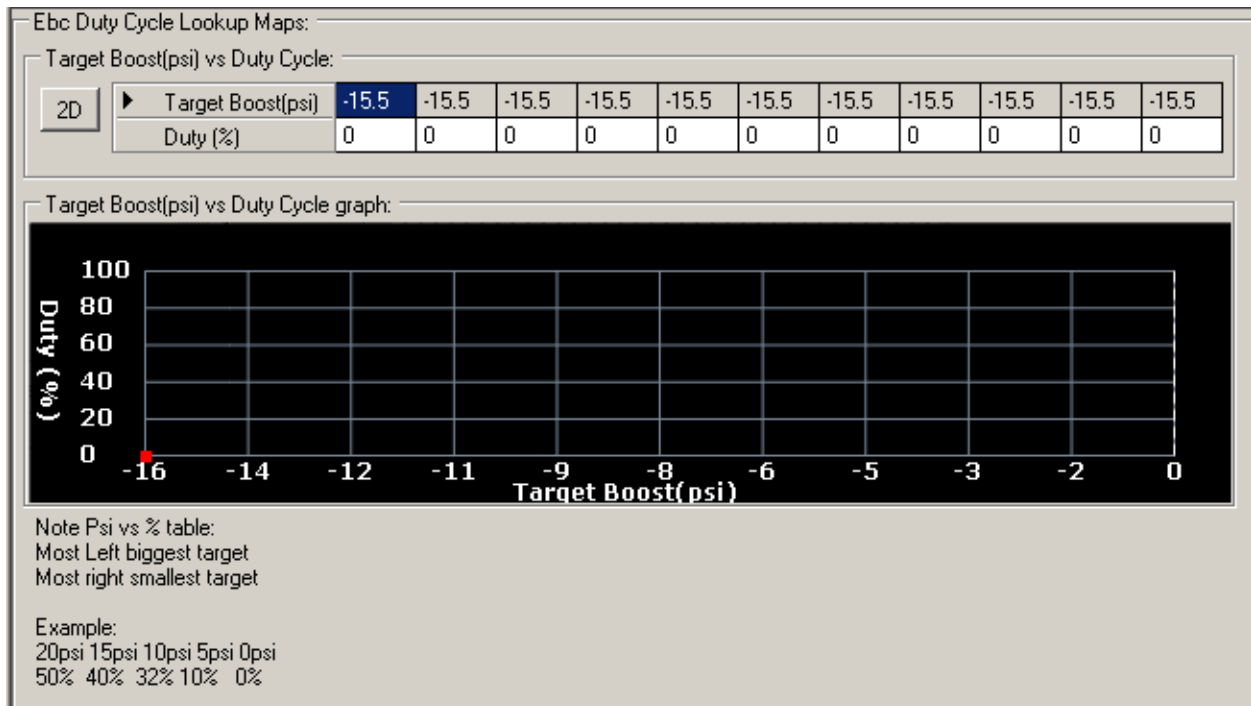 Ebc Duty Cycle Lookup Maps:
Target Boost(psi) vs Duty Cycle:
2D
Target Boost(psi) -15.5 -15.5 -15.5 -15.5 -15.5 -15.5 -15.5 -15.5 -15.5 -15.5 -15.5
Duty (%) 0 0 0 0 0 0 0 0 0 0 0
Target Boost(psi) vs Duty Cycle graph:
Duty (%)
100
80
60
40
20
0
-16 -14 -12 -11 -9 -8 -6 -5 -3 -2 0
Target Boost(psi)
Note Psi vs % table:
Most Left biggest target
Most right smallest target
Example:
20psi 15psi 10psi 5psi 0psi
50% 40% 32% 10% 0%